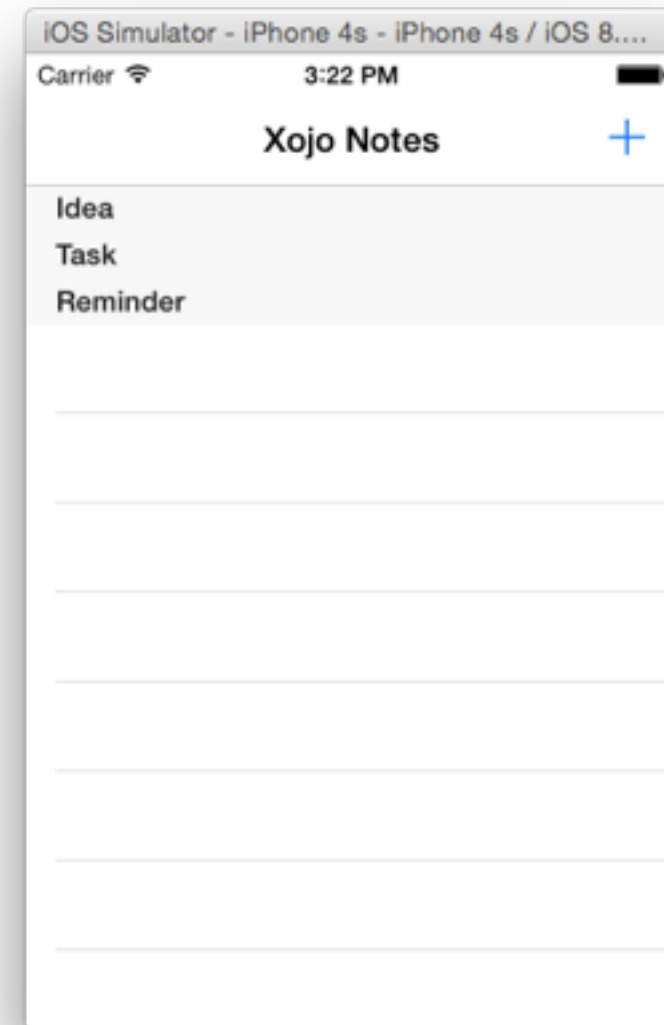 iOS Simulator - iPhone 4s - iPhone 4s / iOS 8....
Carrier 3:22 PM
Xojo Notes +
Idea
Task
Reminder